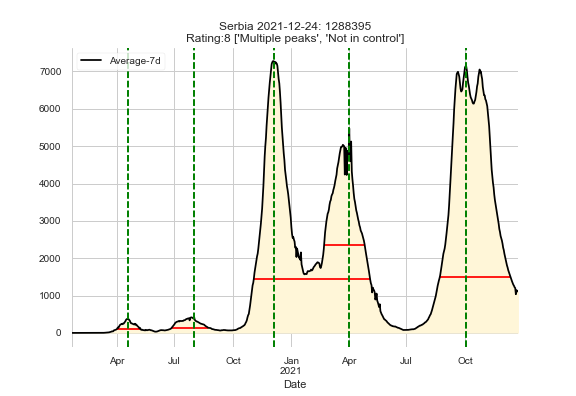 Serbia 2021-12-24: 1288395
Rating:8 ['Multiple peaks', 'Not in control']
Average-7d
7000
6000
5000
4000
3000
2000
1000
0
Apr Jul Oct Jan Apr Jul Oct
2021
Date